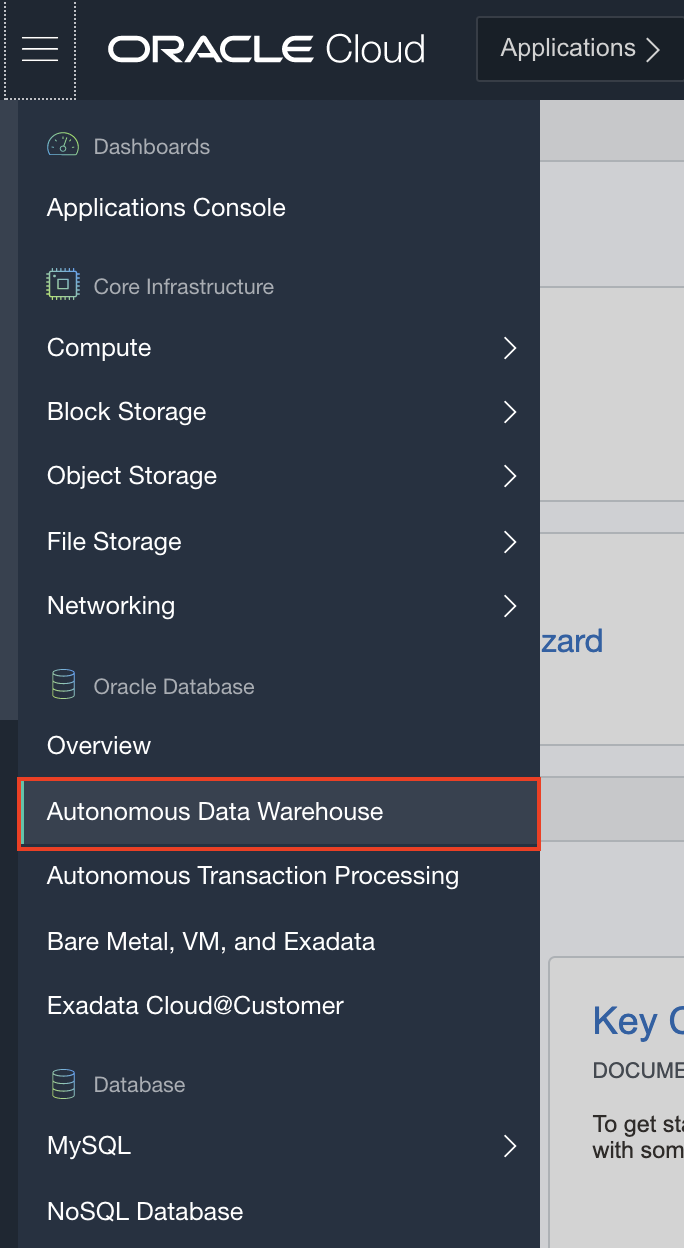 ORACLE Cloud
Applications
Dashboards
Applications Console
Core Infrastructure
Compute
Block Storage
Object Storage
File Storage
Networking
zard
Oracle Database
Overview
Autonomous Data Warehouse
Autonomous Transaction Processing
Bare Metal, VM, and Exadata
Exadata Cloud@Customer
Key C
DOCUME
Database
To get sta
with som
MySQL
NoSQL Database